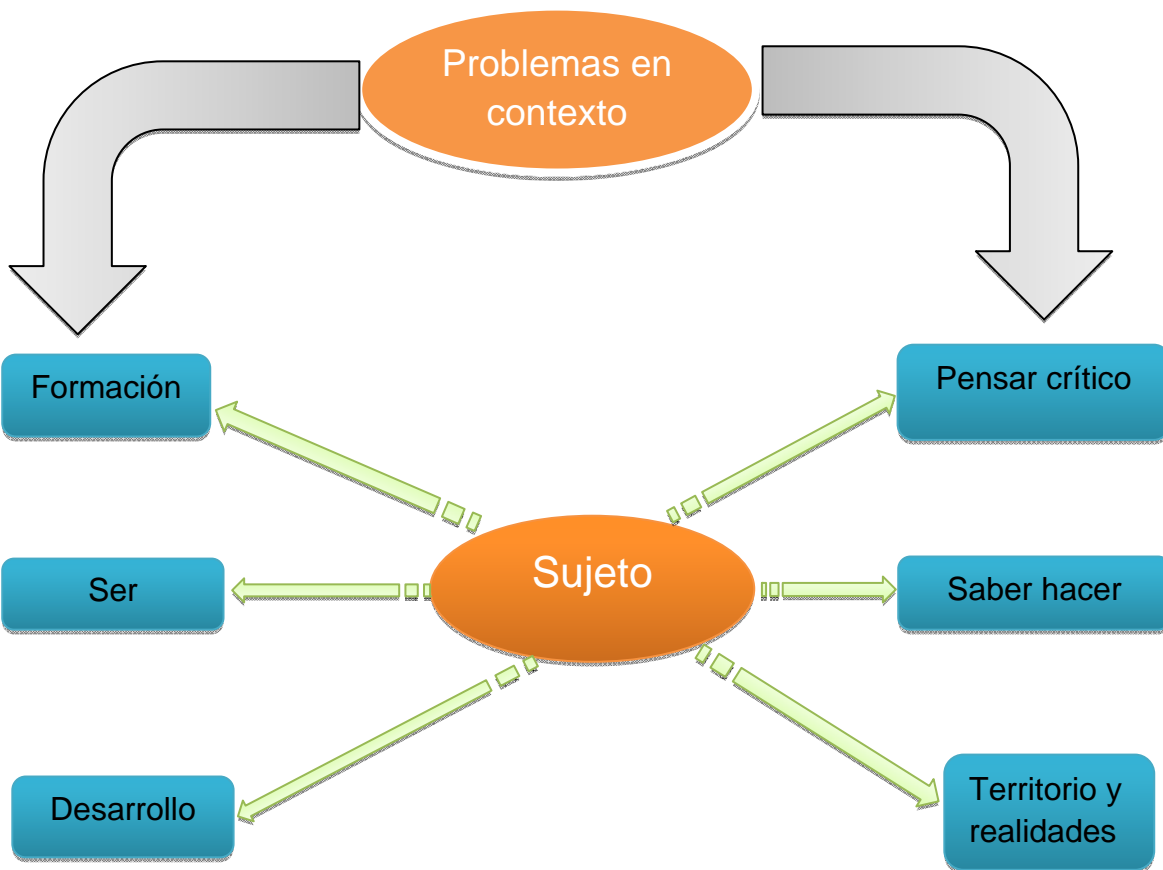 Problemas en
contexto
Formación
Pensar crítico
Sujeto
Ser
Saber hacer
Desarrollo
Territorio y
realidades